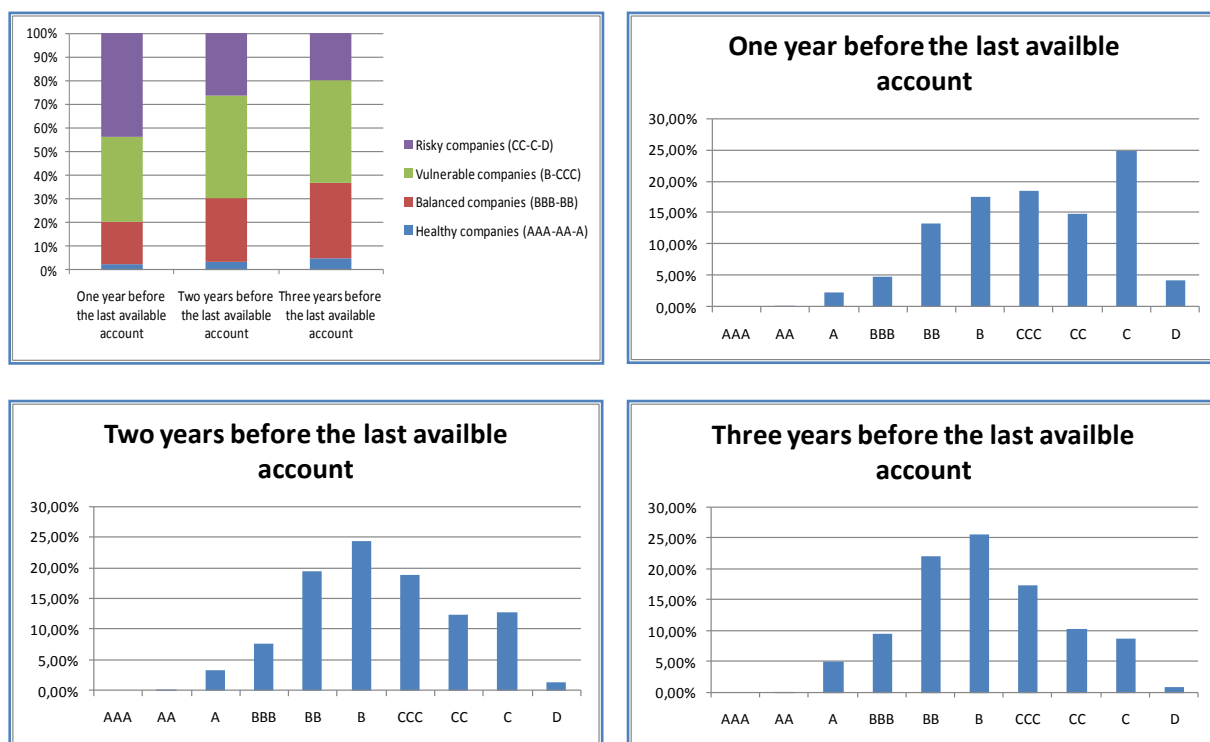 100%
90%
80%
70%
60%
50%
40%
30%
20%
10%
0%
One year before Two years before Three years before
the last available the last available the last available
account account account
Risky companies (CC-C-D)
Vulnerable companies (B-CCC)
Balanced companies (BBB-BB)
Healthy companies (AAA-AA-A)
One year before the last availble
account
30,00%
25,00%
20,00%
15,00%
10,00%
5,00%
0,00%
AAA AA A BBB BB B CCC CC C D
Two years before the last availble
account
30,00%
25,00%
20,00%
15,00%
10,00%
5,00%
0,00%
AAA AA A BBB BB B CCC CC C D
Three years before the last availble
account
30,00%
25,00%
20,00%
15,00%
10,00%
5,00%
0,00%
AAA AA A BBB BB B CCC CC C D